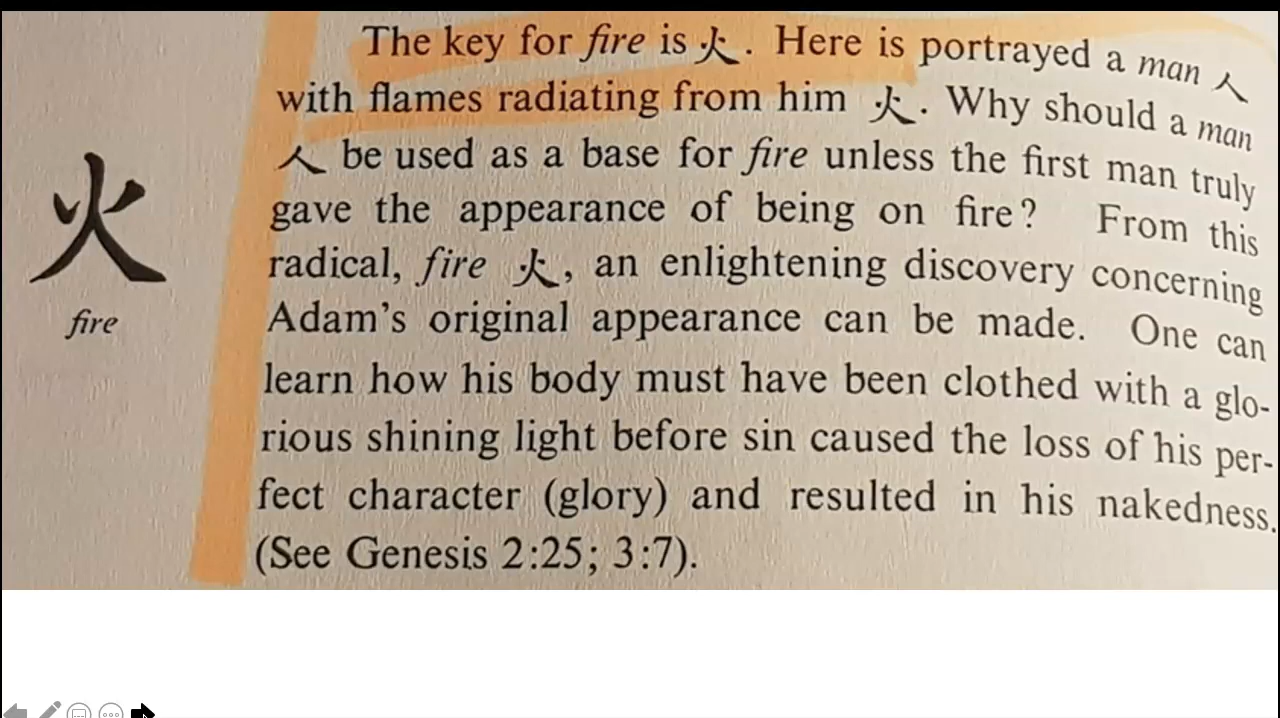 The key for fire is 火. Here is portrayed a man 人
with flames radiating from him 火. Why should a man
人 be used as a base for fire unless the first man truly
gave the appearance of being on fire? From this
radical, fire 火, an enlightening discovery concerning
Adam's original appearance can be made. One can
learn how his body must have been clothed with a glo-
rious shining light before sin caused the loss of his per-
fect character (glory) and resulted in his nakedness.
(See Genesis 2:25; 3:7).
火
fire